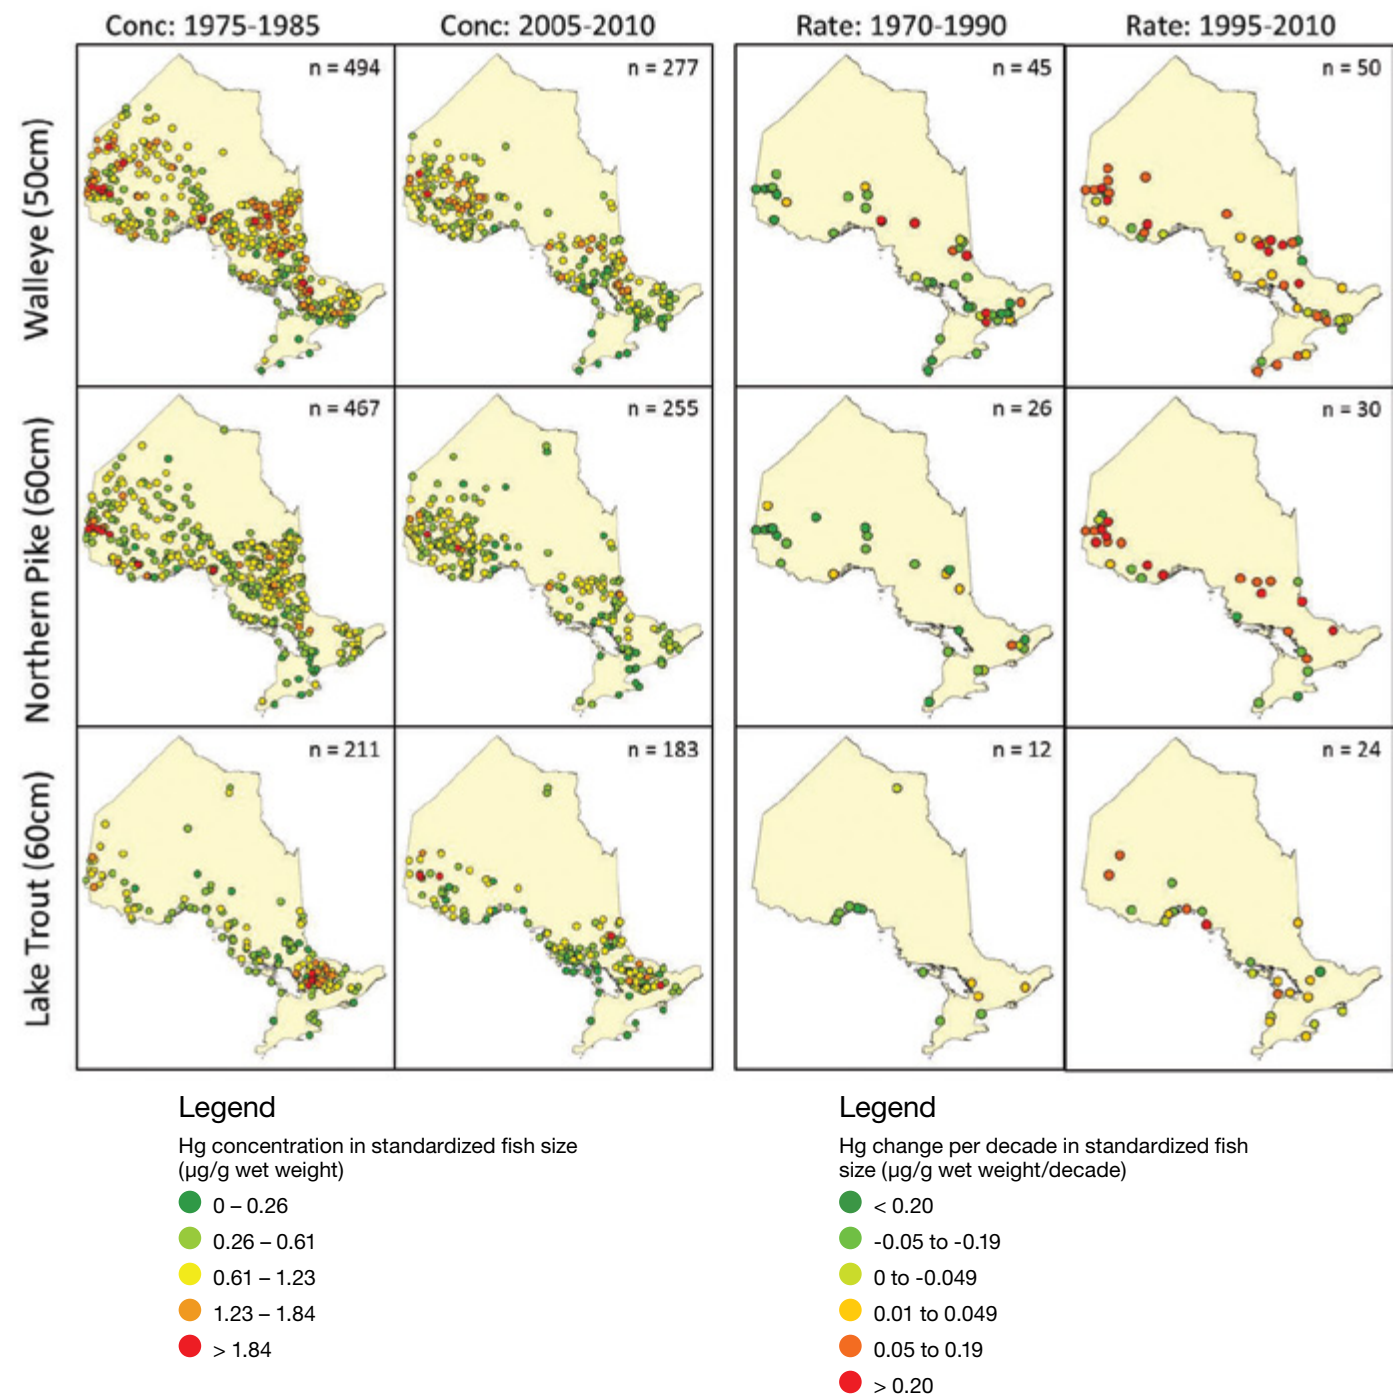 Conc: 1975-1985
Conc: 2005-2010
Rate: 1970-1990
Rate: 1995-2010
Walleye (50cm)
n = 494
n = 277
n = 45
n = 50
Northern Pike (60cm)
n = 467
n = 255
n = 26
n = 30
Lake Trout (60cm)
n = 211
n = 183
n = 12
n = 24
Legend
Hg concentration in standardized fish size
(µg/g wet weight)
0 – 0.26
0.26 – 0.61
0.61 – 1.23
1.23 – 1.84
> 1.84
Legend
Hg change per decade in standardized fish
size (µg/g wet weight/decade)
< 0.20
-0.05 to -0.19
0 to -0.049
0.01 to 0.049
0.05 to 0.19
> 0.20